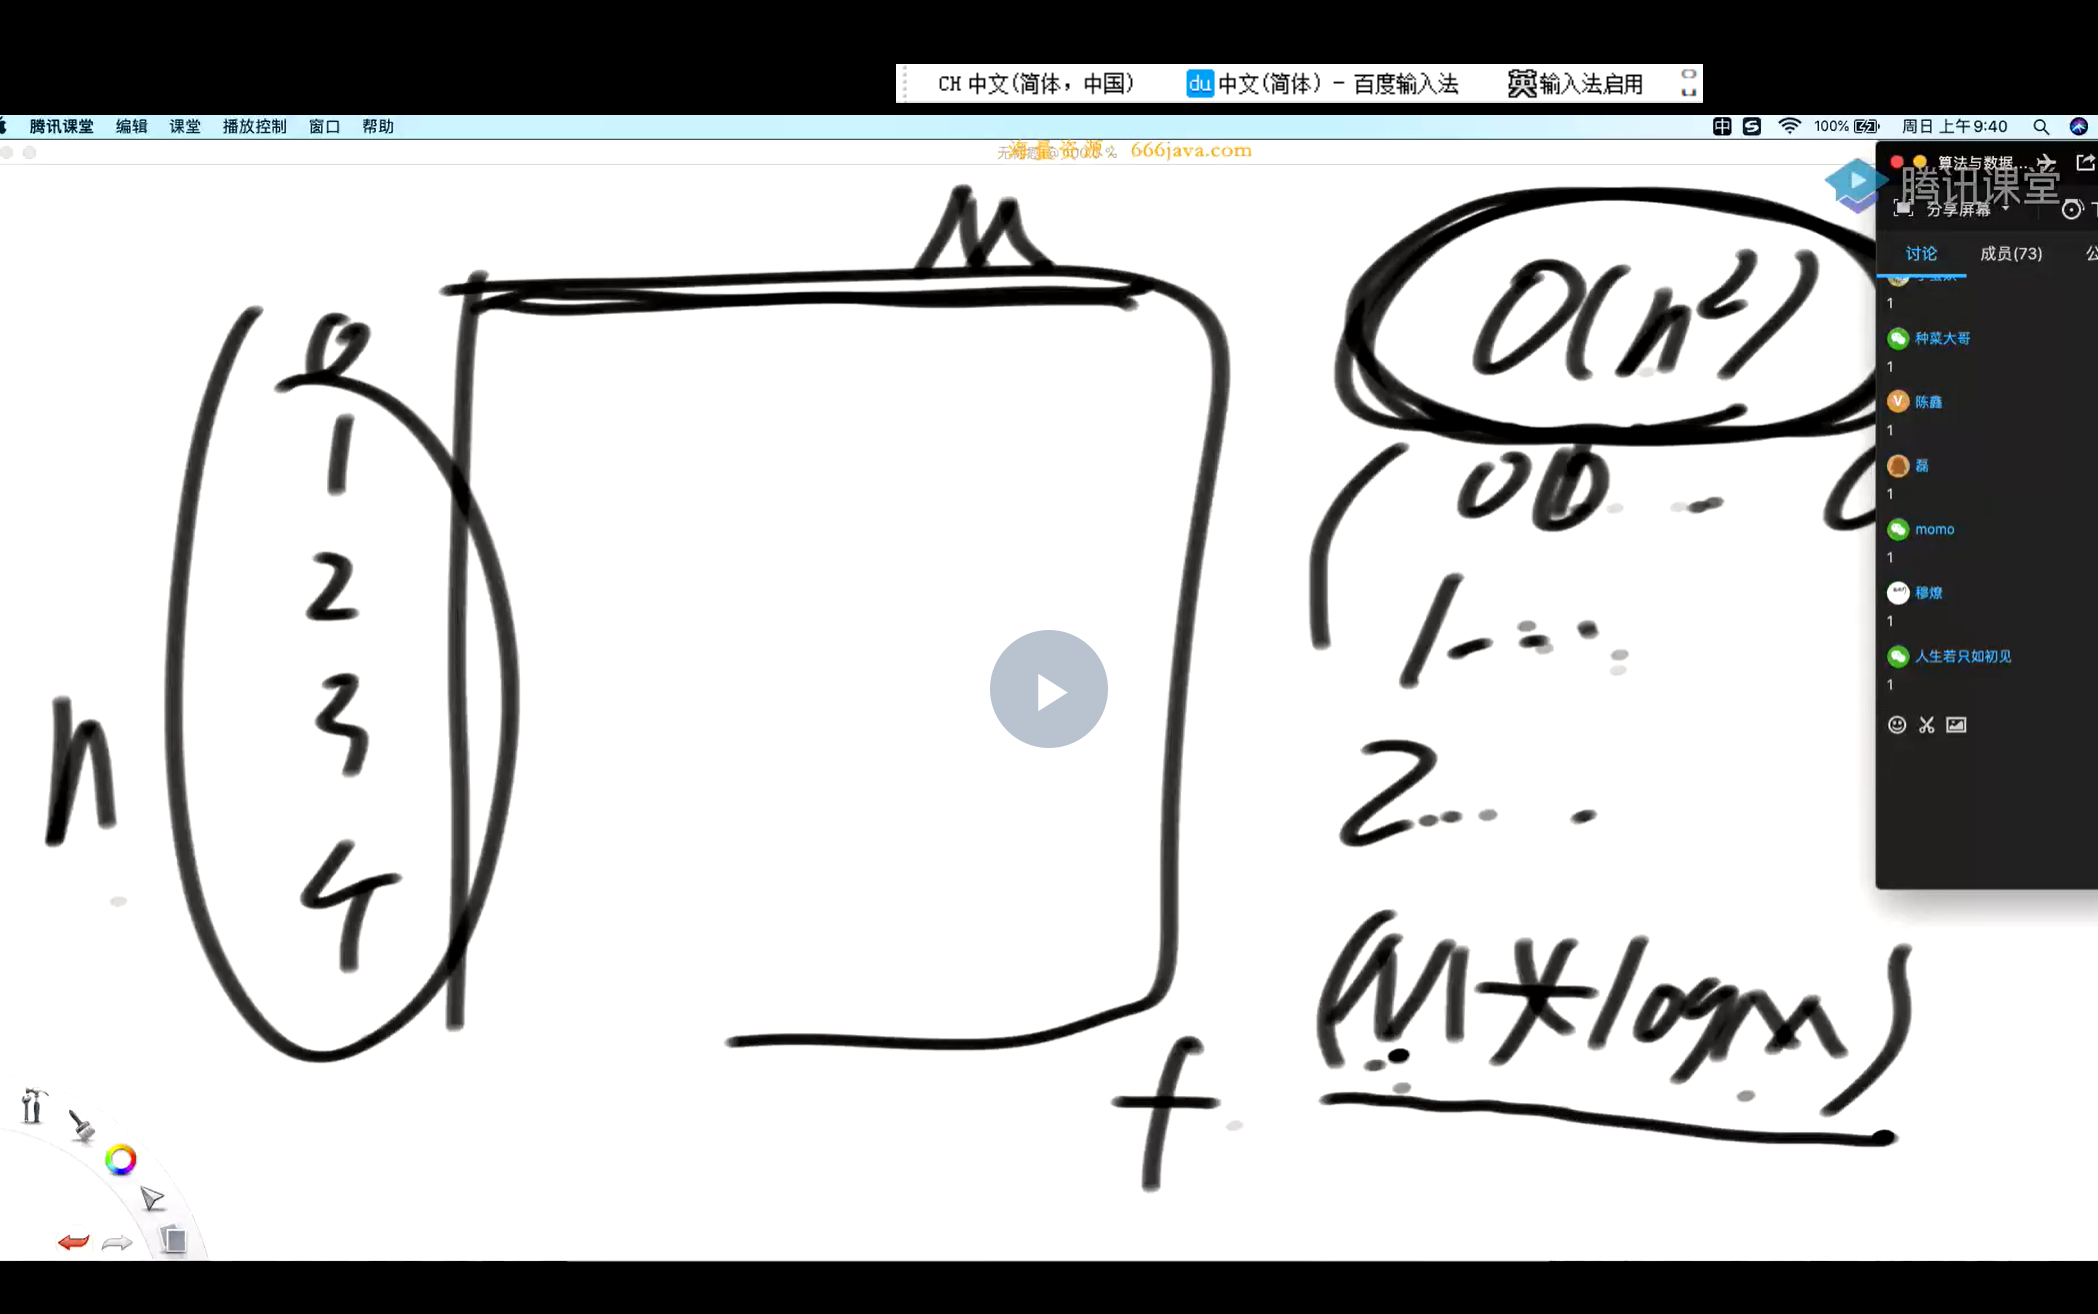 CH 中文(简体，中国)
du 中文(简体) - 百度输入法
英 输入法启用
腾讯课堂 编辑 课堂 播放控制 窗口 帮助
中 S 100% 周日 上午9:40
海量资源: 666java.com
算法与数据...
腾讯课堂
分享屏幕
讨论 成员(73)
1
种菜大哥
1
陈鑫
1
磊
1
momo
1
穆燎
1
人生若只如初见
1
M
n
0
1
2
3
4
O(n²)
1
2
+
(M*logM)